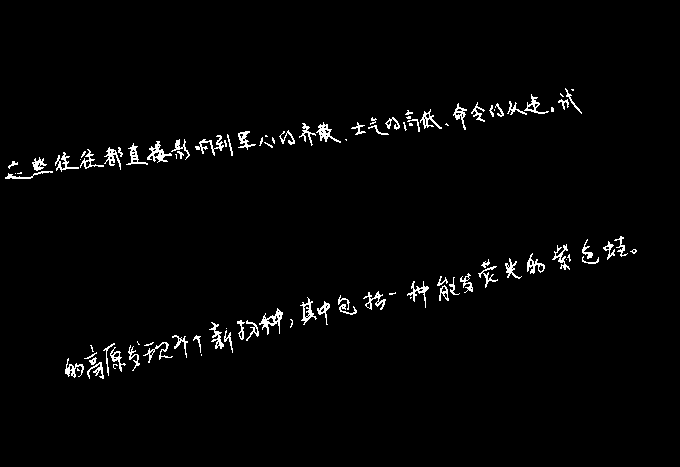 这些往往都直接影响到军心的齐散、士气的高低、命令的从违。试
的高原发现24个新物种,其中包括一种能发荧光的紫色蛙。